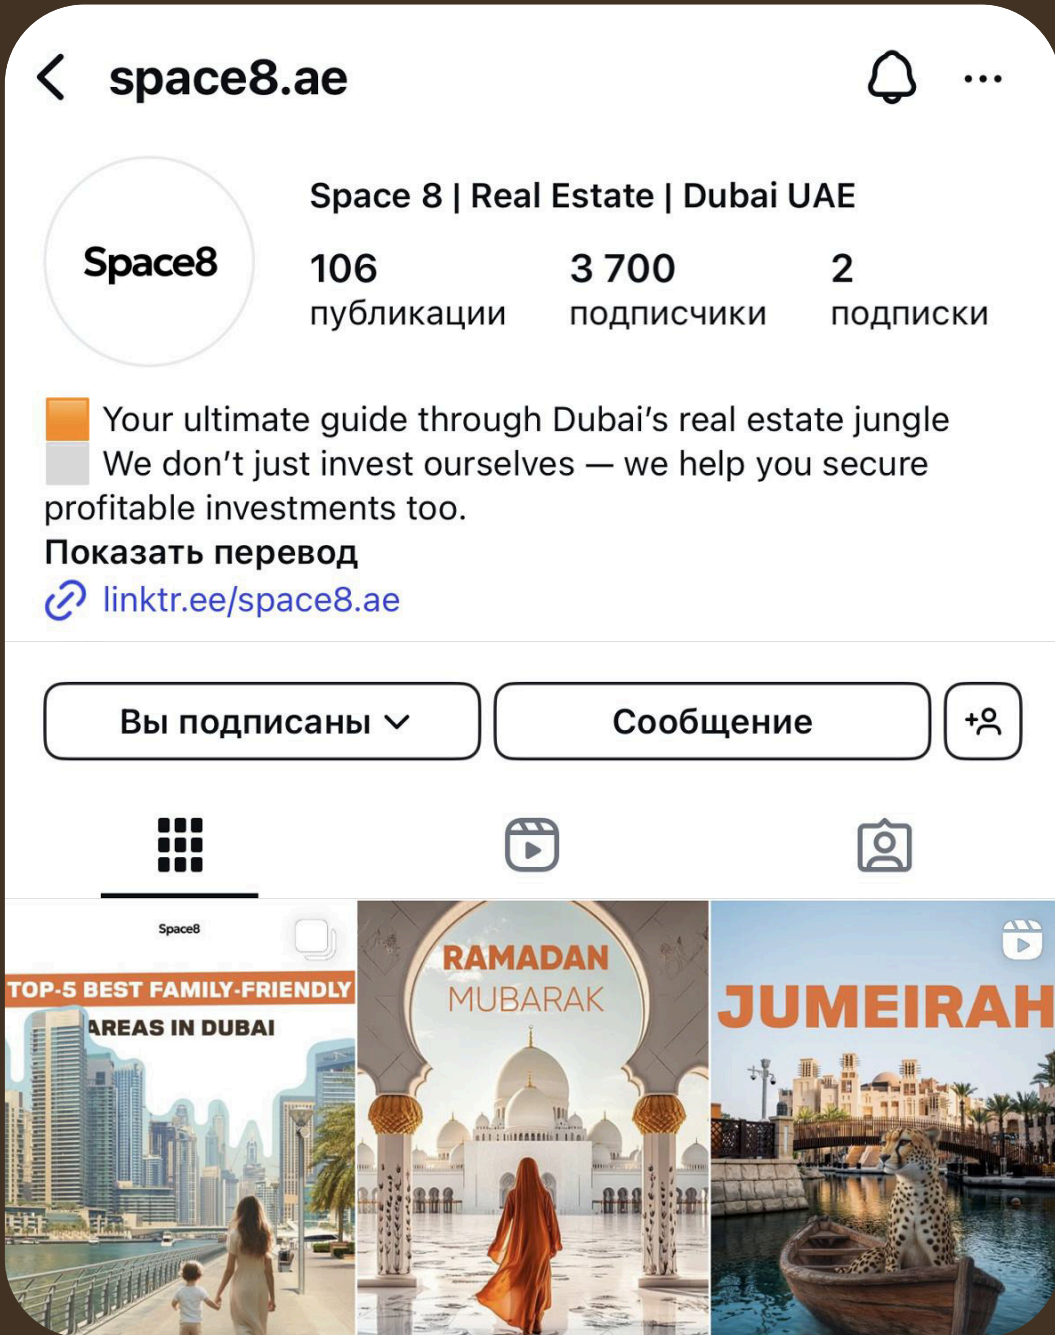 space8.ae
Space8
Space 8 | Real Estate | Dubai UAE
106 3 700 2
публикации подписчики подписки
Your ultimate guide through Dubai’s real estate jungle
We don’t just invest ourselves — we help you secure
profitable investments too.
Показать перевод
linktr.ee/space8.ae
Вы подписаны Сообщение
Space8
TOP-5 BEST FAMILY-FRIENDLY
AREAS IN DUBAI
RAMADAN
MUBARAK
JUMEIRAH